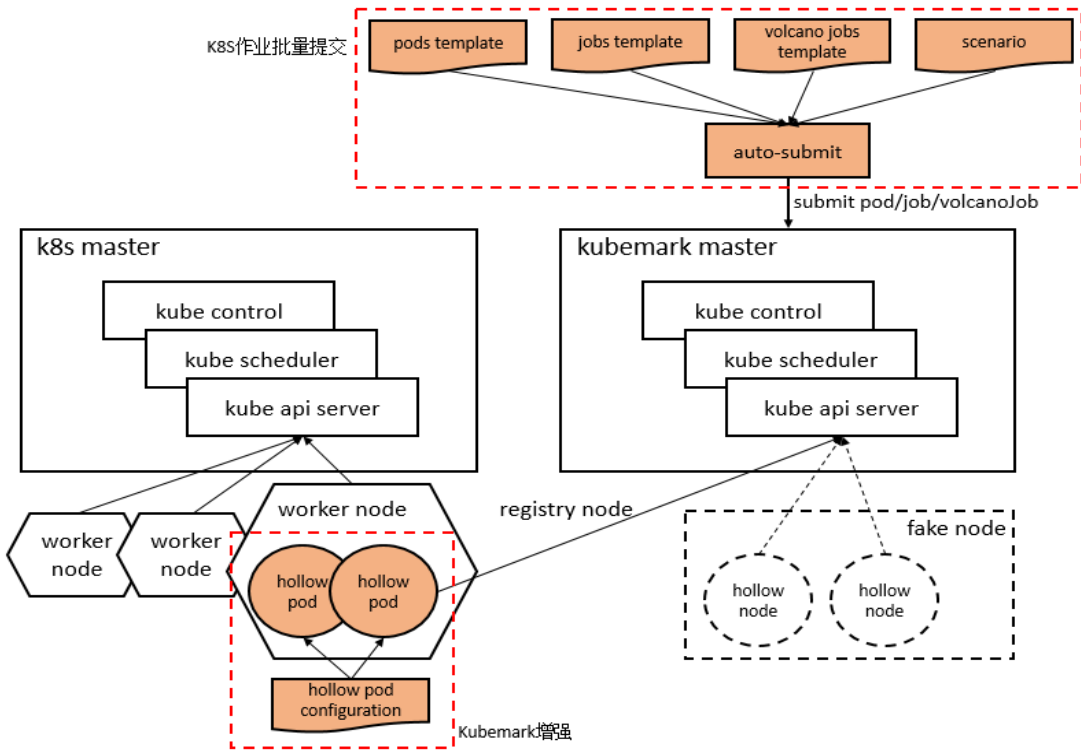 K8S作业批量提交
pods template
jobs template
volcano jobs
template
scenario
auto-submit
submit pod/job/volcanoJob
k8s master
kube control
kube scheduler
kube api server
kubemark master
kube control
kube scheduler
kube api server
worker
node
worker
node
worker node
hollow
pod
hollow
pod
registry node
fake node
hollow
node
hollow
node
hollow pod
configuration
Kubemark增强